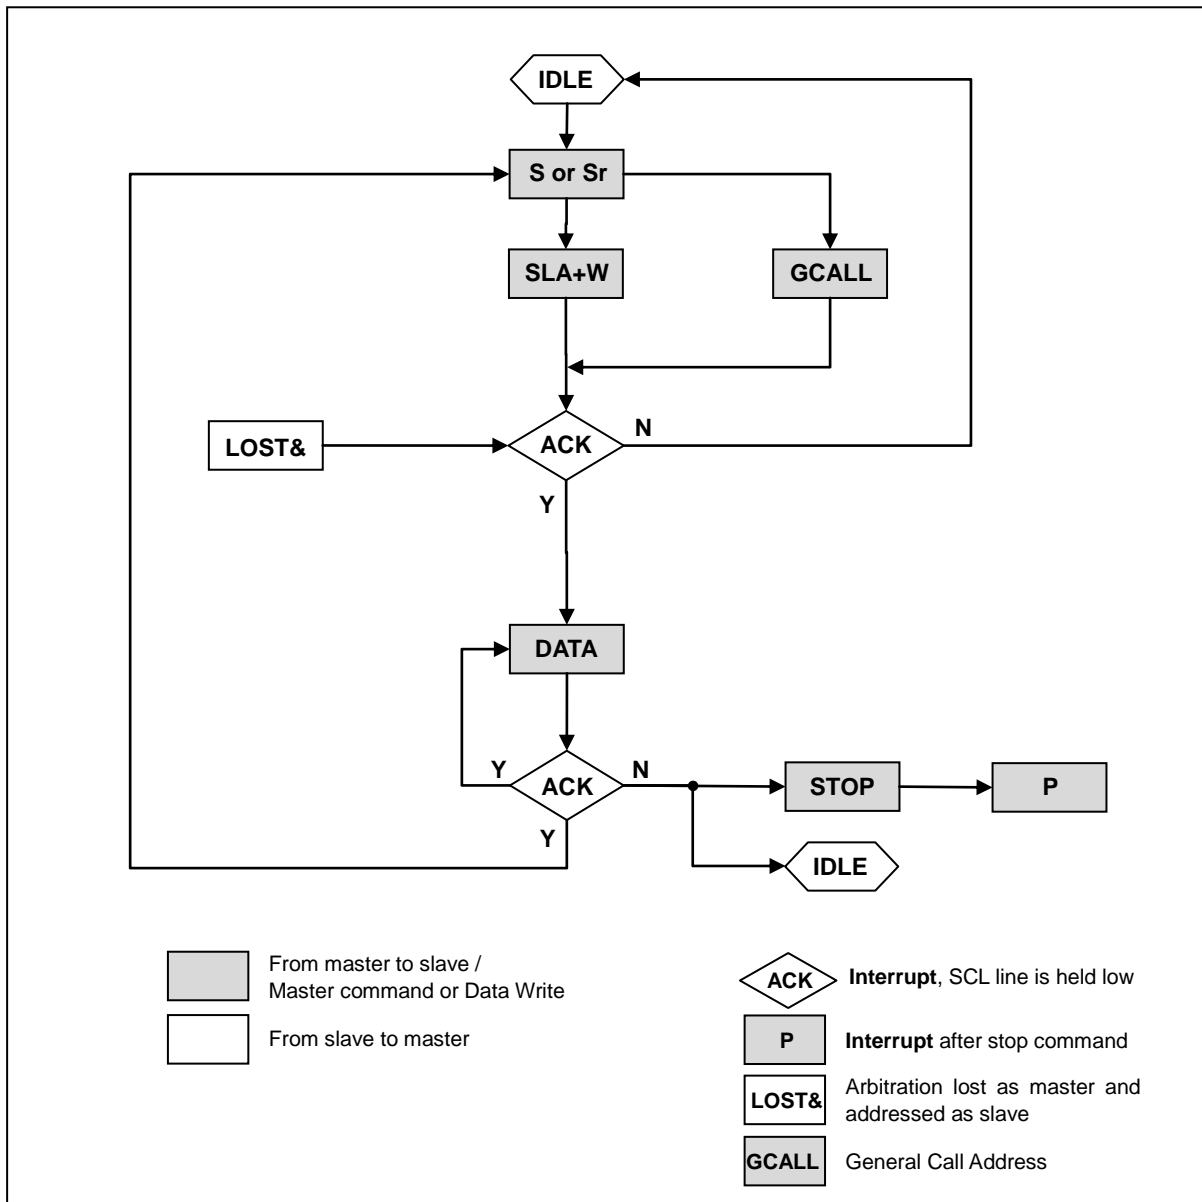 IDLE
S or Sr
SLA+W
GCALL
LOST&
ACK
N
Y
DATA
Y
ACK
N
STOP
P
Y
IDLE
From master to slave /
Master command or Data Write
From slave to master
ACK
Interrupt, SCL line is held low
P
Interrupt after stop command
LOST&
Arbitration lost as master and
addressed as slave
GCALL
General Call Address